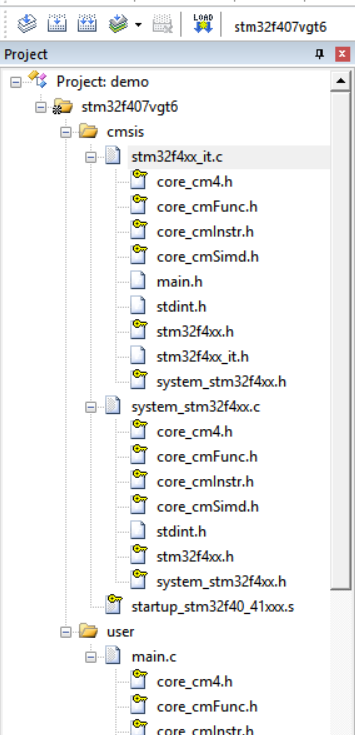 LOAD
stm32f407vgt6
Project
Project: demo
stm32f407vgt6
cmsis
stm32f4xx_it.c
core_cm4.h
core_cmFunc.h
core_cmInstr.h
core_cmSimd.h
main.h
stdint.h
stm32f4xx.h
stm32f4xx_it.h
system_stm32f4xx.h
system_stm32f4xx.c
core_cm4.h
core_cmFunc.h
core_cmInstr.h
core_cmSimd.h
stdint.h
stm32f4xx.h
system_stm32f4xx.h
startup_stm32f40_41xxx.s
user
main.c
core_cm4.h
core_cmFunc.h
core_cmInstr.h